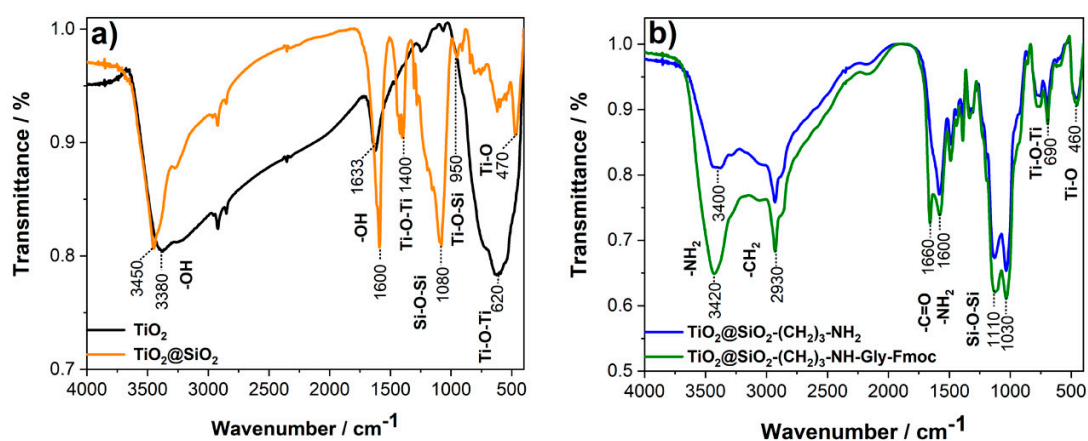 a)
Transmittance / %
1.0
0.9
0.8
0.7
3450
3380
-OH
-OH
1633
1600
Ti-O-Ti
1400
Si-O-Si
1080
950
Ti-O-Si
Ti-O
470
Ti-O-Ti
620
TiO2
TiO2@SiO2
4000 3500 3000 2500 2000 1500 1000 500
Wavenumber / cm-1
b)
Transmittance / %
1.0
0.9
0.8
0.7
0.6
0.5
-NH2
3400
3420
-CH2
2930
1660
1600
-C=O
-NH2
Si-O-Si
1110
1030
Ti-O-Ti
690
Ti-O
460
TiO2@SiO2-(CH2)3-NH2
TiO2@SiO2-(CH2)3-NH-Gly-Fmoc
4000 3500 3000 2500 2000 1500 1000 500
Wavenumber / cm-1